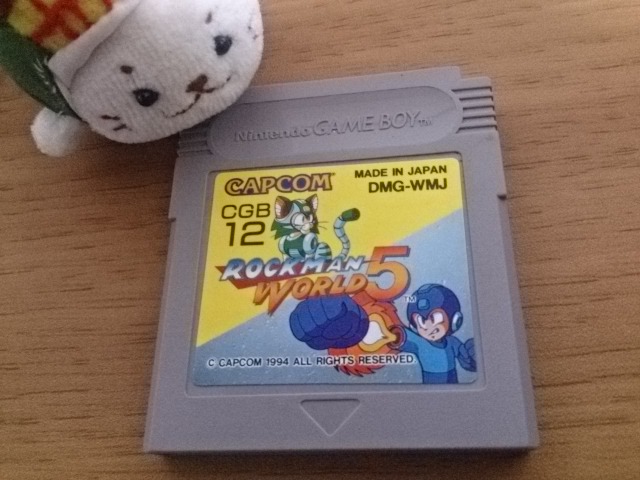 Nintendo GAME BOY™
CAPCOM
MADE IN JAPAN
DMG-WMJ
CGB
12
ROCKMAN
WORLD 5
TM
© CAPCOM 1994 ALL RIGHTS RESERVED